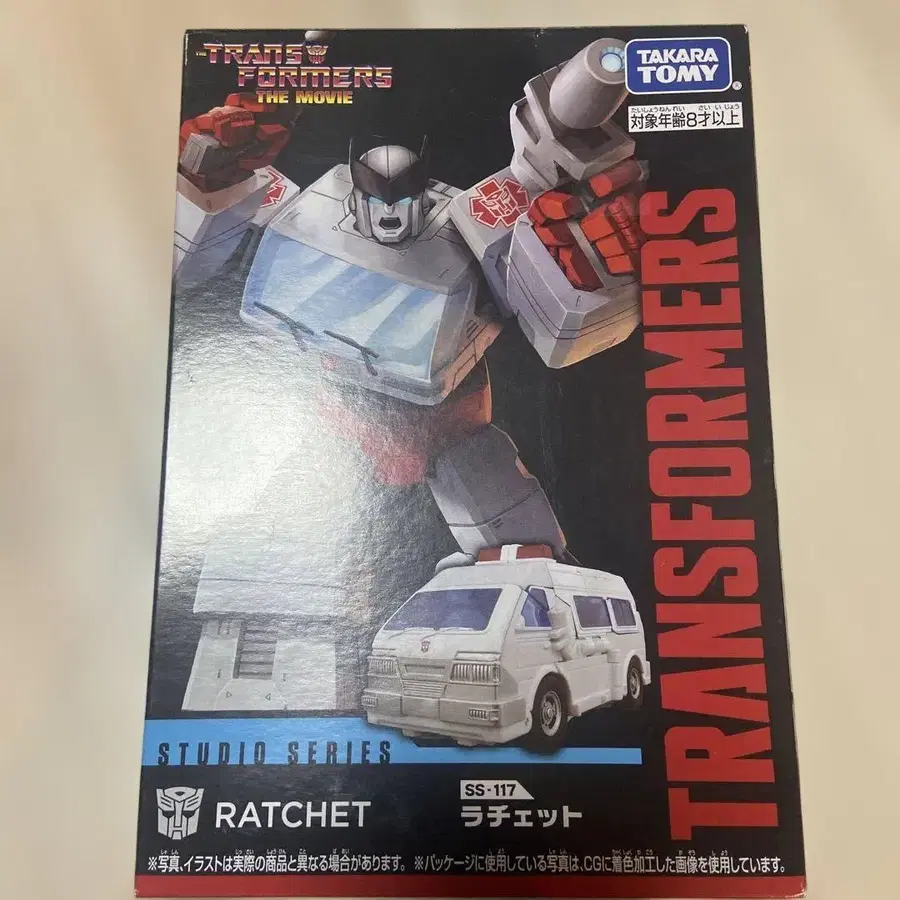 THE
TRANS
FORMERS
THE MOVIE
TAKARA
TOMY
たいしょうねんれい さいいじょう
対象年齢8才以上
TRANSFORMERS
STUDIO SERIES
RATCHET
SS-117
ラチェット
※写真、イラストは実際の商品と異なる場合があります。 ※パッケージに使用している写真は、CGに着色加工した画像を使用しています。